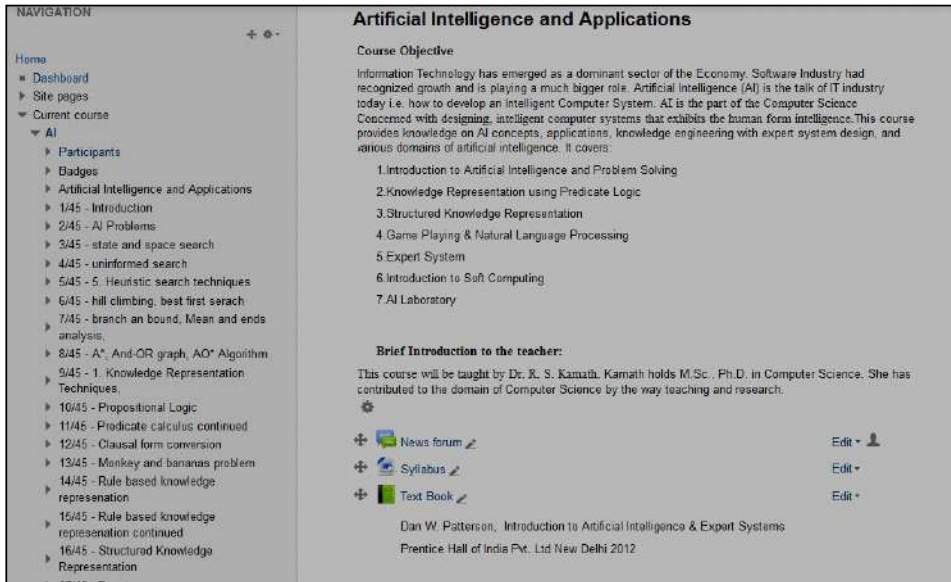 NAVIGATION
Home
Dashboard
Site pages
Current course
AI
Participants
Badges
Artificial Intelligence and Applications
1/45 - Introduction
2/45 - AI Problems
3/45 - state and space search
4/45 - uninformed search
5/45 - 5. Heuristic search techniques
6/45 - hill climbing, best first serach
7/45 - branch an bound, Mean and ends
analysis,
8/45 - A*, And-OR graph, AO* Algorithm
9/45 - 1. Knowledge Representation
Techniques,
10/45 - Propositional Logic
11/45 - Predicate calculus continued
12/45 - Clausal form conversion
13/45 - Monkey and bananas problem
14/45 - Rule based knowledge
represenation
15/45 - Rule based knowledge
represenation continued
16/45 - Structured Knowledge
Representation
Artificial Intelligence and Applications
Course Objective
Information Technology has emerged as a dominant sector of the Economy. Software Industry had
recognized growth and is playing a much bigger role. Artificial Intelligence (AI) is the talk of IT industry
today i.e. how to develop an Intelligent Computer System. AI is the part of the Computer Science
Concerned with designing, intelligent computer systems that exhibits the human form intelligence.This course
provides knowledge on AI concepts, applications, knowledge engineering with expert system design, and
various domains of artificial intelligence. It covers:
1.Introduction to Artificial Intelligence and Problem Solving
2.Knowledge Representation using Predicate Logic
3.Structured Knowledge Representation
4.Game Playing & Natural Language Processing
5.Expert System
6.Introduction to Soft Computing
7.AI Laboratory
Brief Introduction to the teacher:
This course will be taught by Dr. R. S. Kamath. Kamath holds M.Sc., Ph.D. in Computer Science. She has
contributed to the domain of Computer Science by the way teaching and research.
News forum Edit
Syllabus Edit
Text Book Edit
Dan W. Patterson, Introduction to Artificial Intelligence & Expert Systems
Prentice Hall of India Pvt. Ltd New Delhi 2012